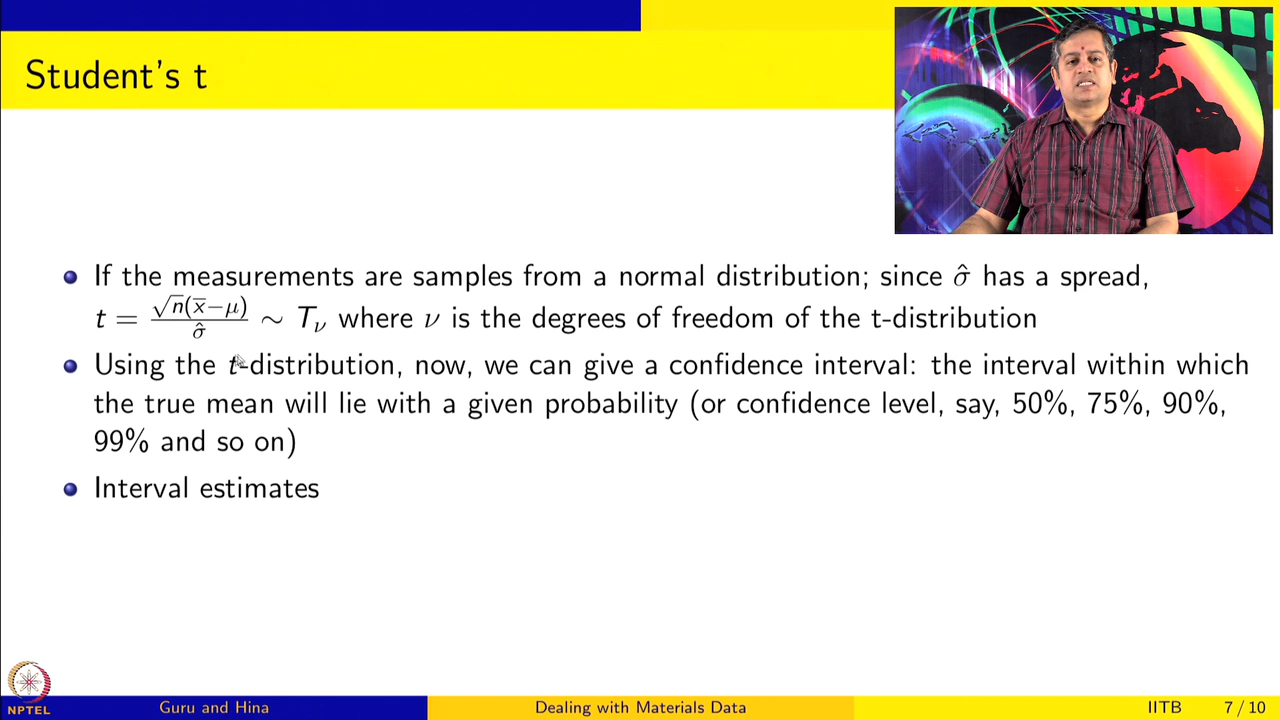 Student's t
If the measurements are samples from a normal distribution; since σ̂ has a spread,
t = √n(x̅−μ)/σ̂ ∼ Tν where ν is the degrees of freedom of the t-distribution
Using the t-distribution, now, we can give a confidence interval: the interval within which
the true mean will lie with a given probability (or confidence level, say, 50%, 75%, 90%,
99% and so on)
Interval estimates
NPTEL
Guru and Hina
Dealing with Materials Data
IITB
7 / 10